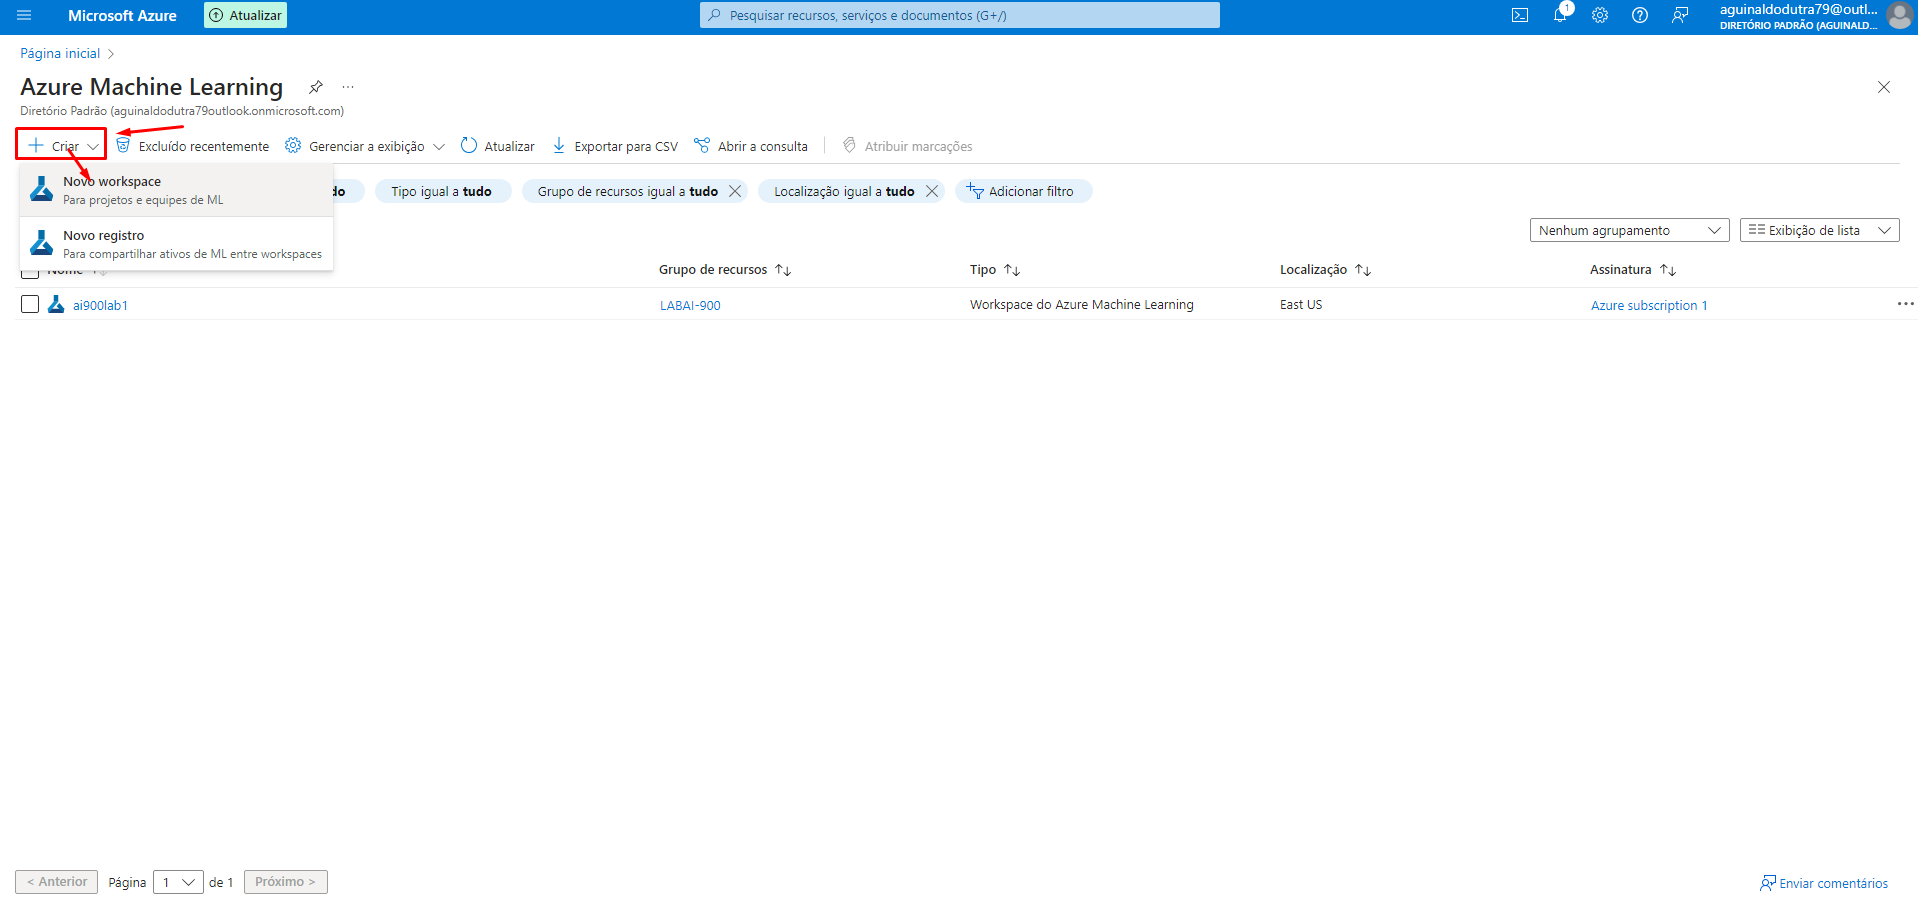 Microsoft Azure
Atualizar
Pesquisar recursos, serviços e documentos (G+/)
1
aguinaldodutra79@outl...
DIRETÓRIO PADRÃO (AGUINALD...
Página inicial
Azure Machine Learning
Diretório Padrão (aguinaldodutra79outlook.onmicrosoft.com)
Criar
Excluído recentemente
Gerenciar a exibição
Atualizar
Exportar para CSV
Abrir a consulta
Atribuir marcações
Novo workspace
Para projetos e equipes de ML
Novo registro
Para compartilhar ativos de ML entre workspaces
do
Tipo igual a tudo
Grupo de recursos igual a tudo
Localização igual a tudo
Adicionar filtro
Nenhum agrupamento
Exibição de lista
Nome
Grupo de recursos
Tipo
Localização
Assinatura
ai900lab1
LABAI-900
Workspace do Azure Machine Learning
East US
Azure subscription 1
< Anterior
Página
1
de 1
Próximo >
Enviar comentários